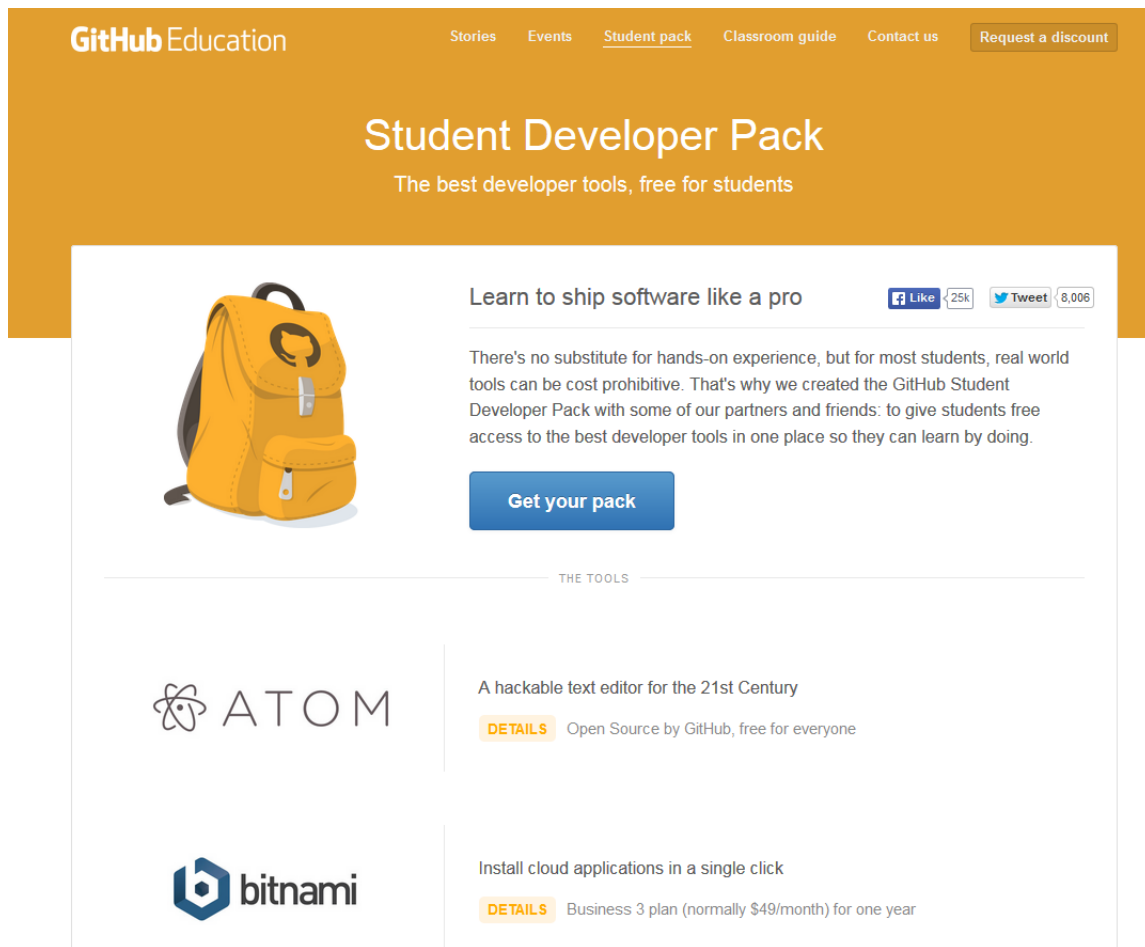 GitHub Education
Stories Events Student pack Classroom guide Contact us Request a discount
Student Developer Pack
The best developer tools, free for students
Learn to ship software like a pro
Like 25k Tweet 8,006
There's no substitute for hands-on experience, but for most students, real world
tools can be cost prohibitive. That's why we created the GitHub Student
Developer Pack with some of our partners and friends: to give students free
access to the best developer tools in one place so they can learn by doing.
Get your pack
THE TOOLS
ATOM
A hackable text editor for the 21st Century
DETAILS Open Source by GitHub, free for everyone
bitnami
Install cloud applications in a single click
DETAILS Business 3 plan (normally $49/month) for one year